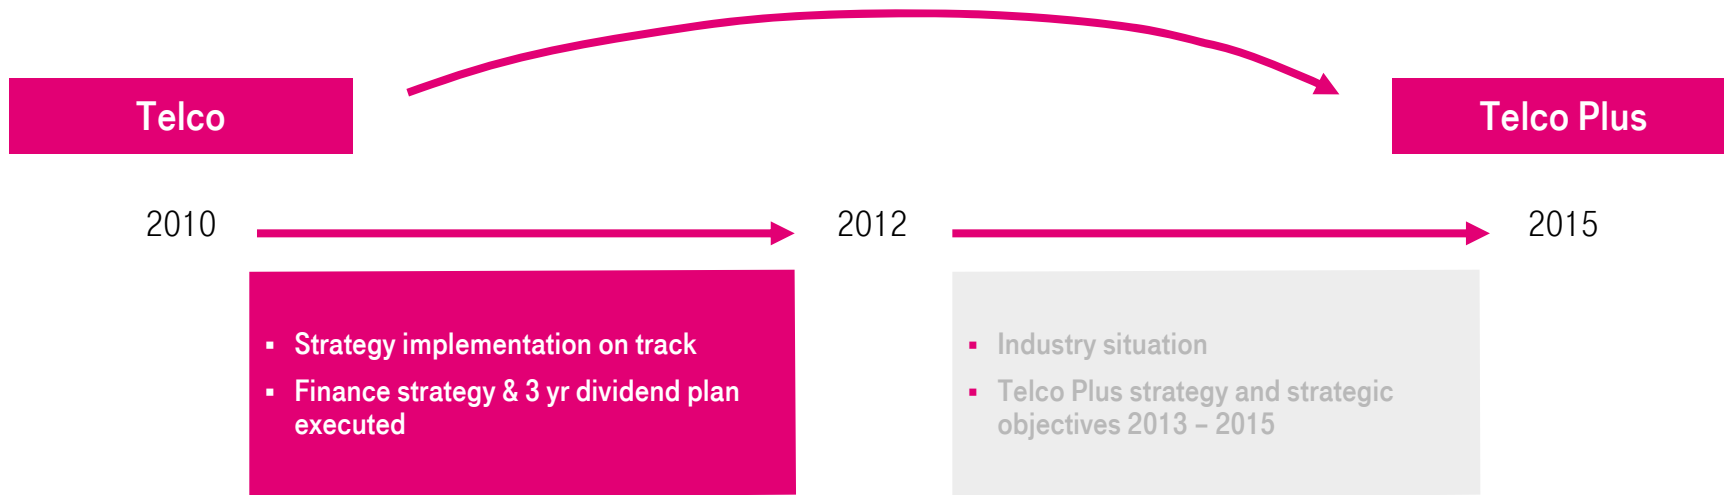 Telco
Telco Plus
2010
2012
2015
▪ Strategy implementation on track
▪ Finance strategy & 3 yr dividend plan
executed
▪ Industry situation
▪ Telco Plus strategy and strategic
objectives 2013 – 2015